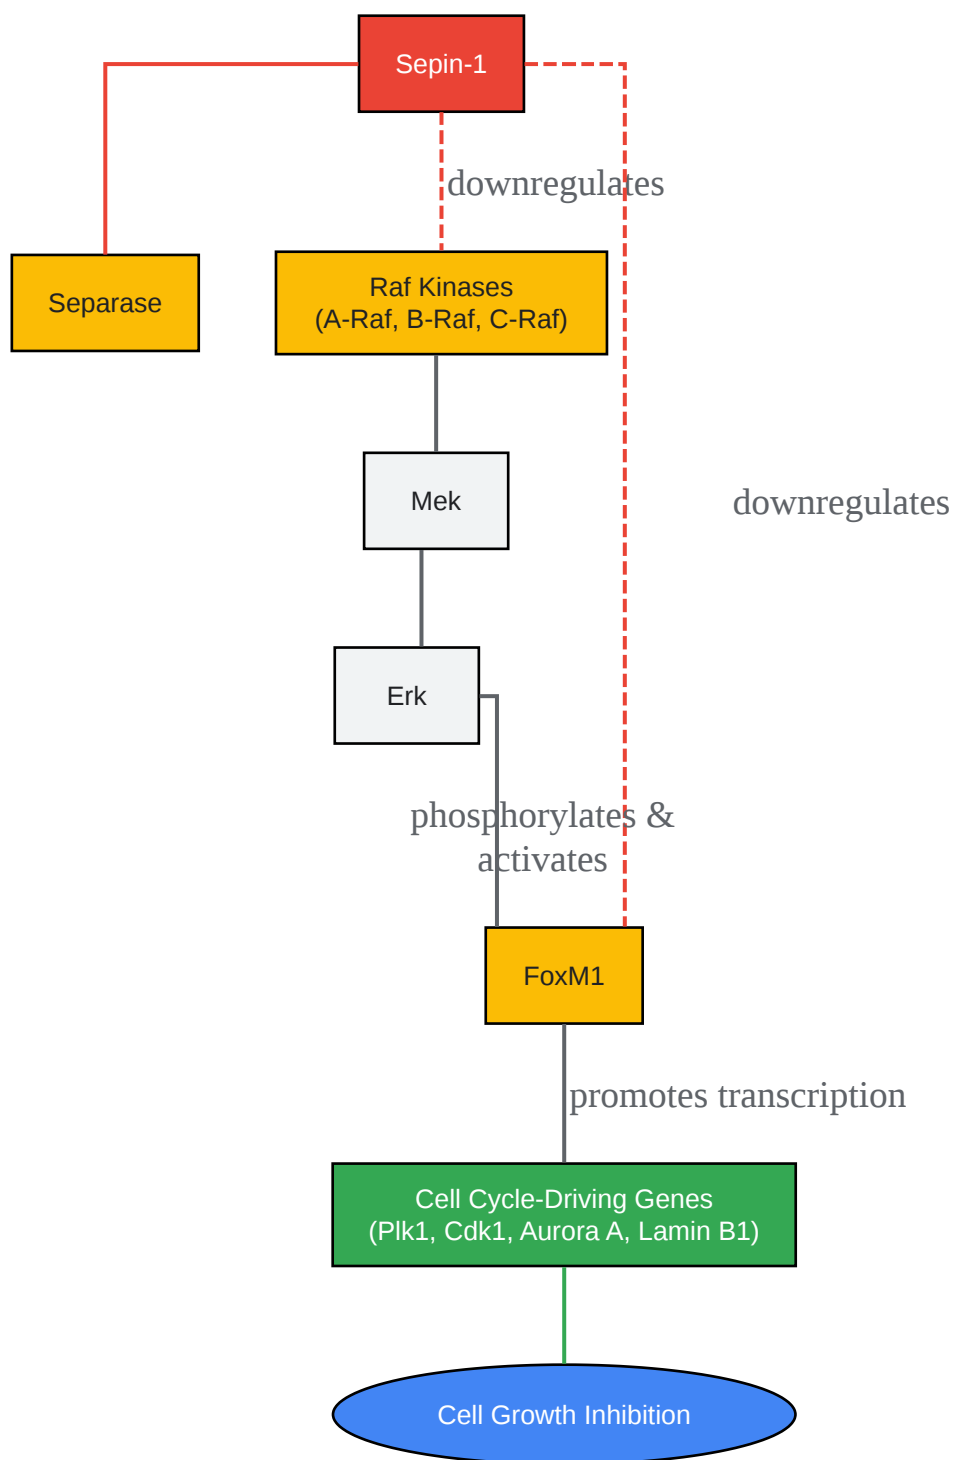 Sepin-1
downregulates
Separase
Raf Kinases
(A-Raf, B-Raf, C-Raf)
Mek
downregulates
Erk
phosphorylates &
activates
FoxM1
promotes transcription
Cell Cycle-Driving Genes
(Plk1, Cdk1, Aurora A, Lamin B1)
Cell Growth Inhibition